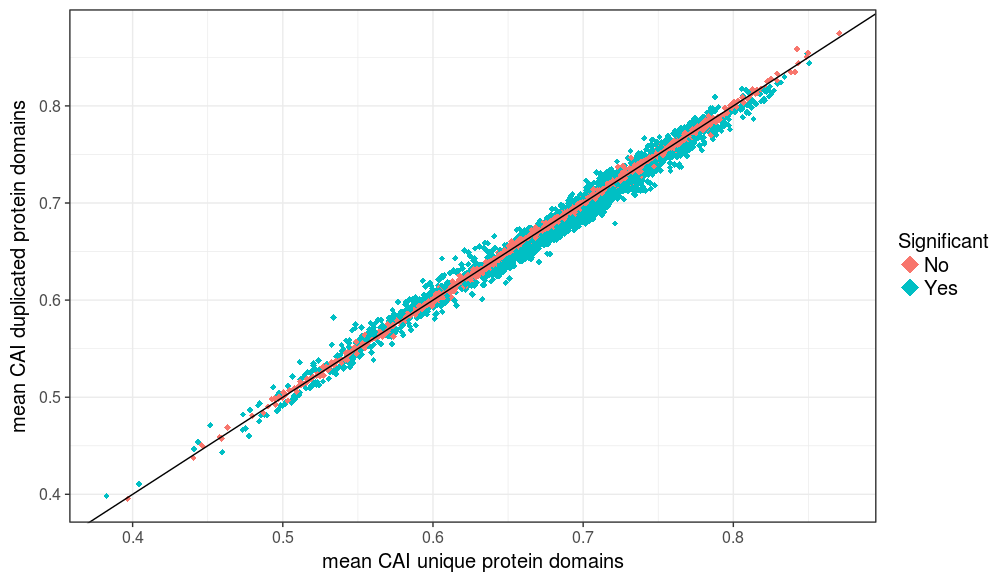 mean CAI duplicated protein domains
0.8
0.7
0.6
0.5
0.4
0.4 0.5 0.6 0.7 0.8
mean CAI unique protein domains
Significant
No
Yes